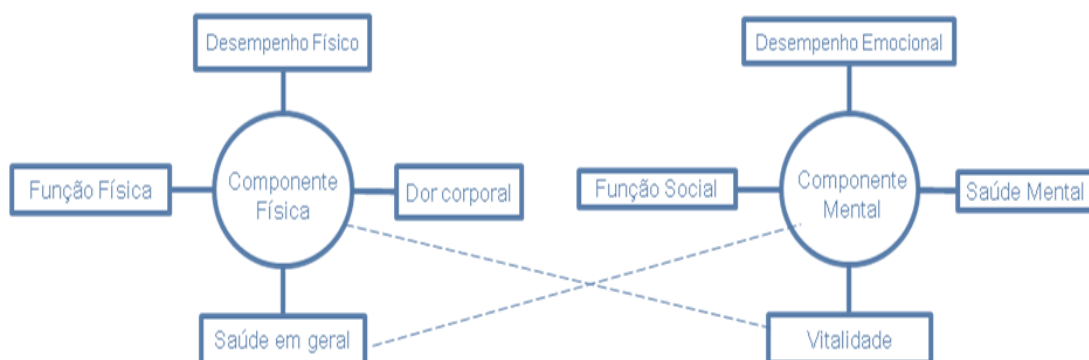 Desempenho Físico
Desempenho Emocional
Função Física
Componente
Física
Dor corporal
Função Social
Componente
Mental
Saúde Mental
Saúde em geral
Vitalidade